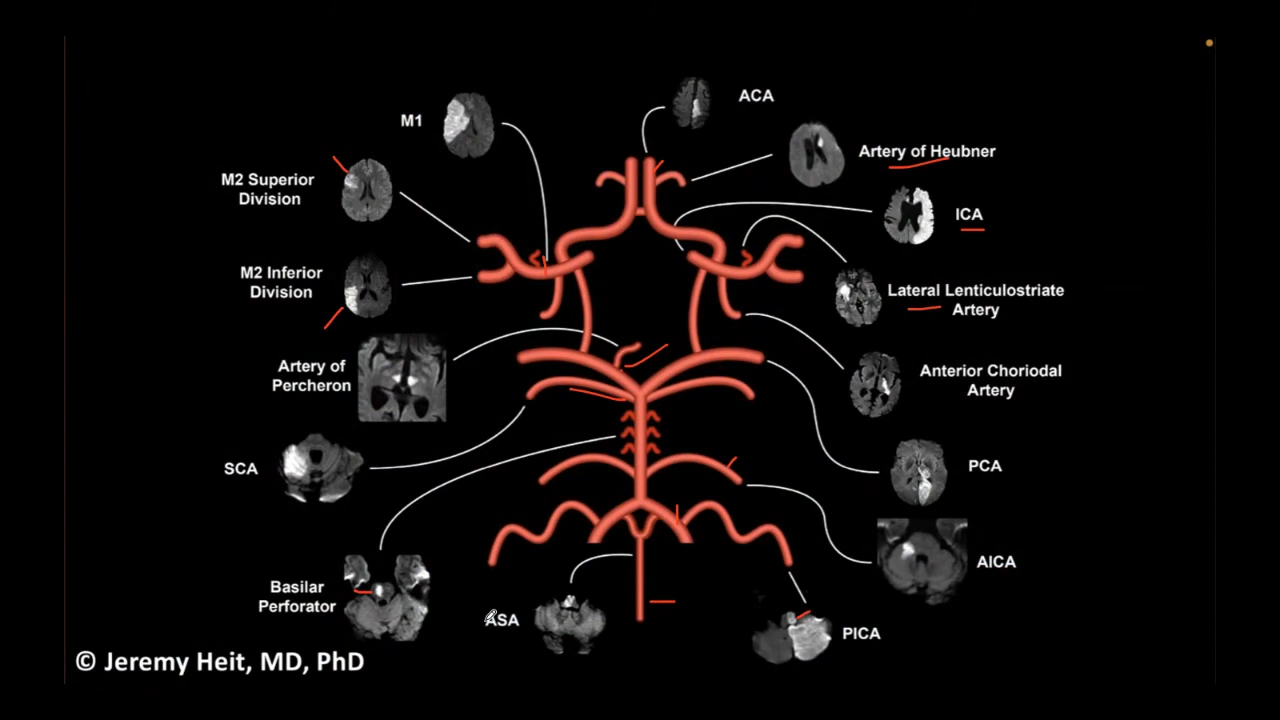 ACA
M1
Artery of Heubner
M2 Superior
Division
ICA
M2 Inferior
Division
Lateral Lenticulostriate
Artery
Artery of
Percheron
Anterior Choriodal
Artery
SCA
PCA
AICA
Basilar
Perforator
ASA
PICA
© Jeremy Heit, MD, PhD